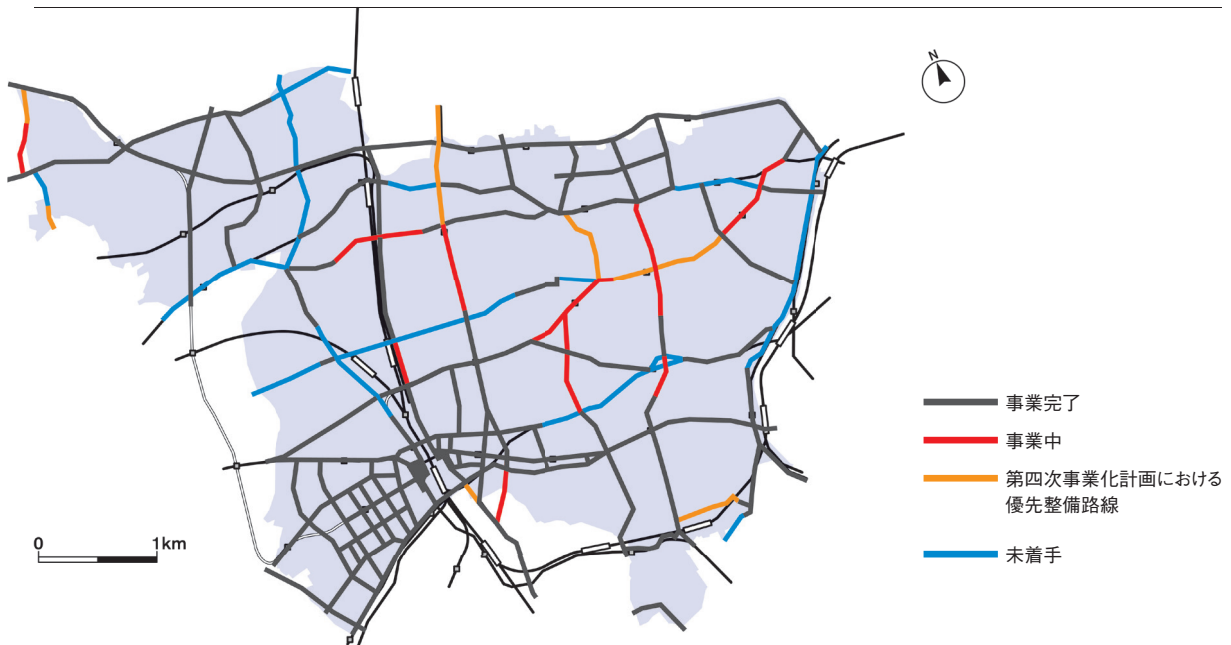 N
事業完了
事業中
第四次事業化計画における
優先整備路線
未着手
0 1km